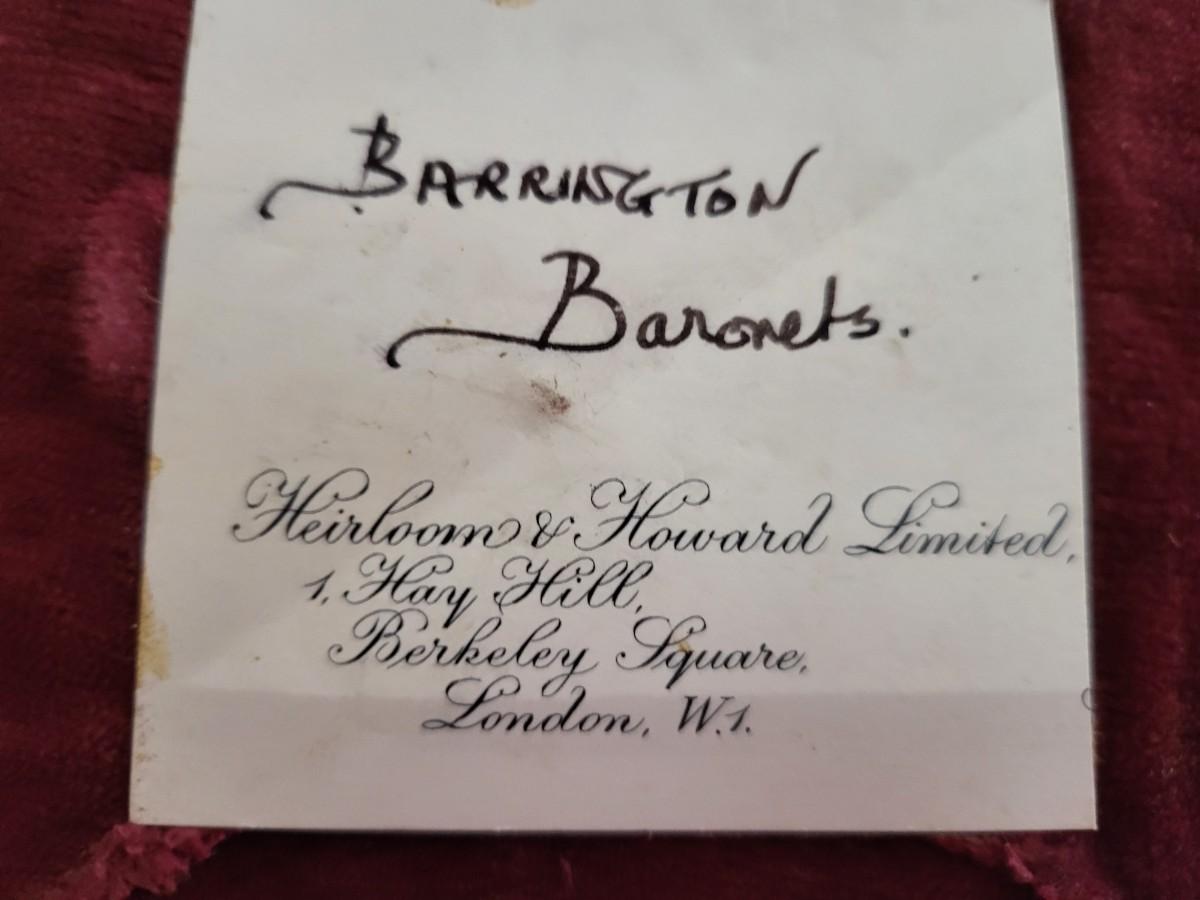 BARRINGTON
Baronets.
Heirloom & Howard Limited,
1, Hay Hill,
Berkeley Square,
London, W.1.